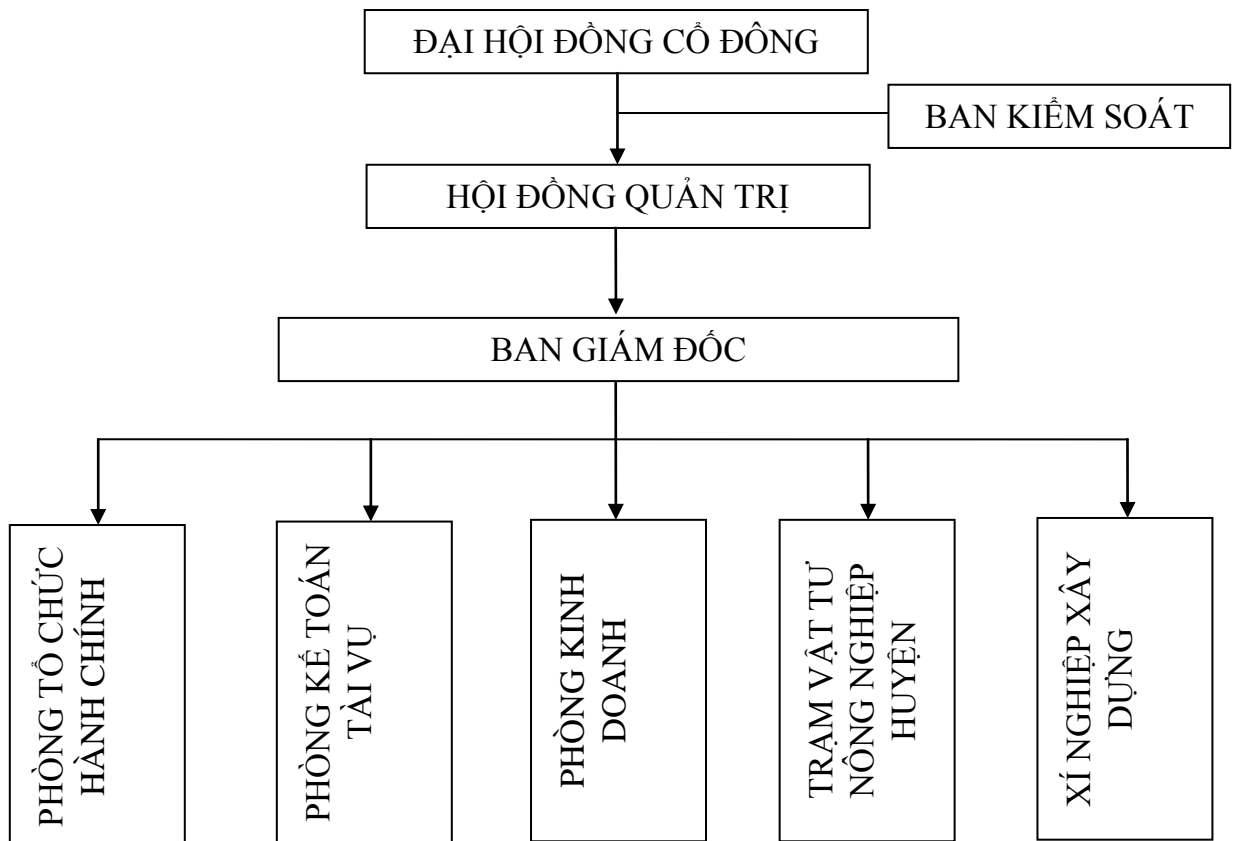 ĐẠI HỘI ĐỒNG CỔ ĐÔNG
BAN KIỂM SOÁT
HỘI ĐỒNG QUẢN TRỊ
BAN GIÁM ĐỐC
PHÒNG TỔ CHỨC
HÀNH CHÍNH
PHÒNG KẾ TOÁN
TÀI VỤ
PHÒNG KINH
DOANH
TRẠM VẬT TƯ
NÔNG NGHIỆP
HUYỆN
XÍ NGHIỆP XÂY
DỰNG